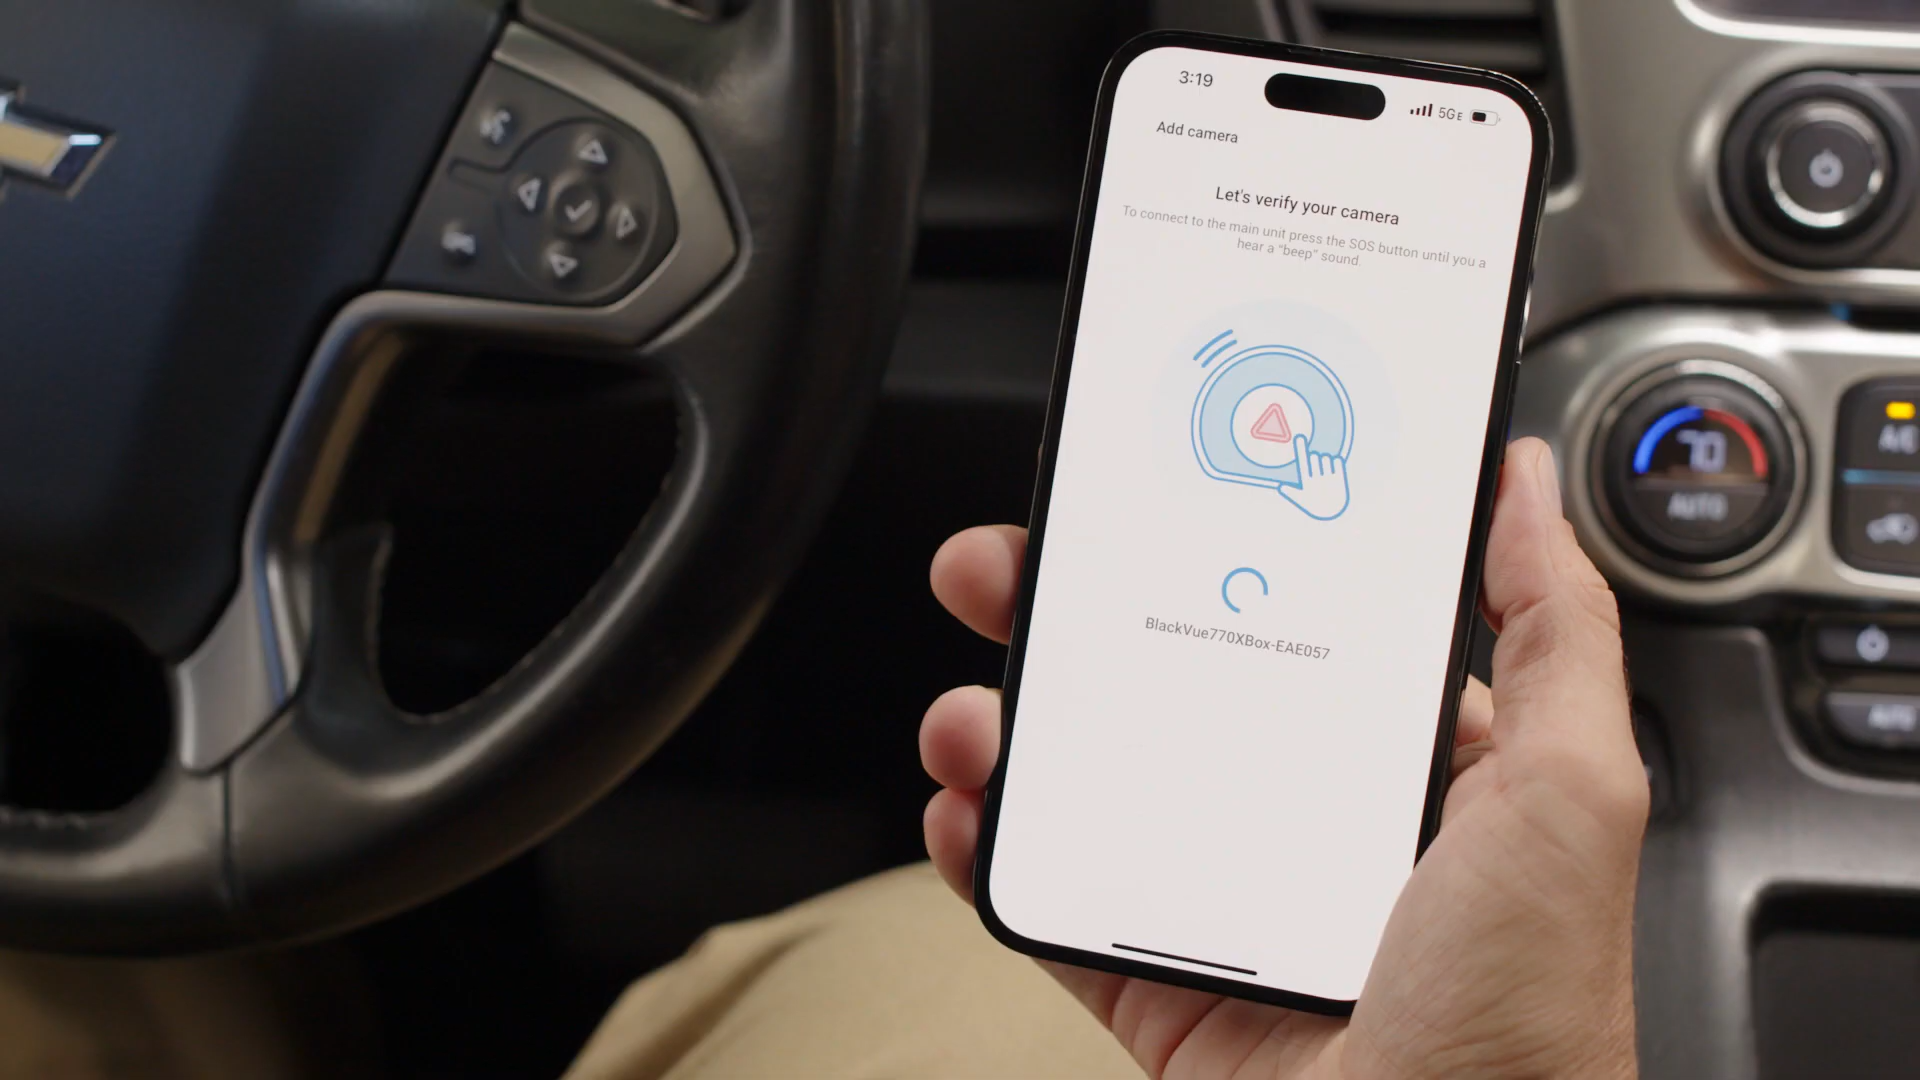 3:19
5GE
Add camera
Let's verify your camera
To connect to the main unit press the SOS button until you a
hear a "beep" sound.
BlackVue770XBox-EAE057
70
AUTO
A/C
AUTO